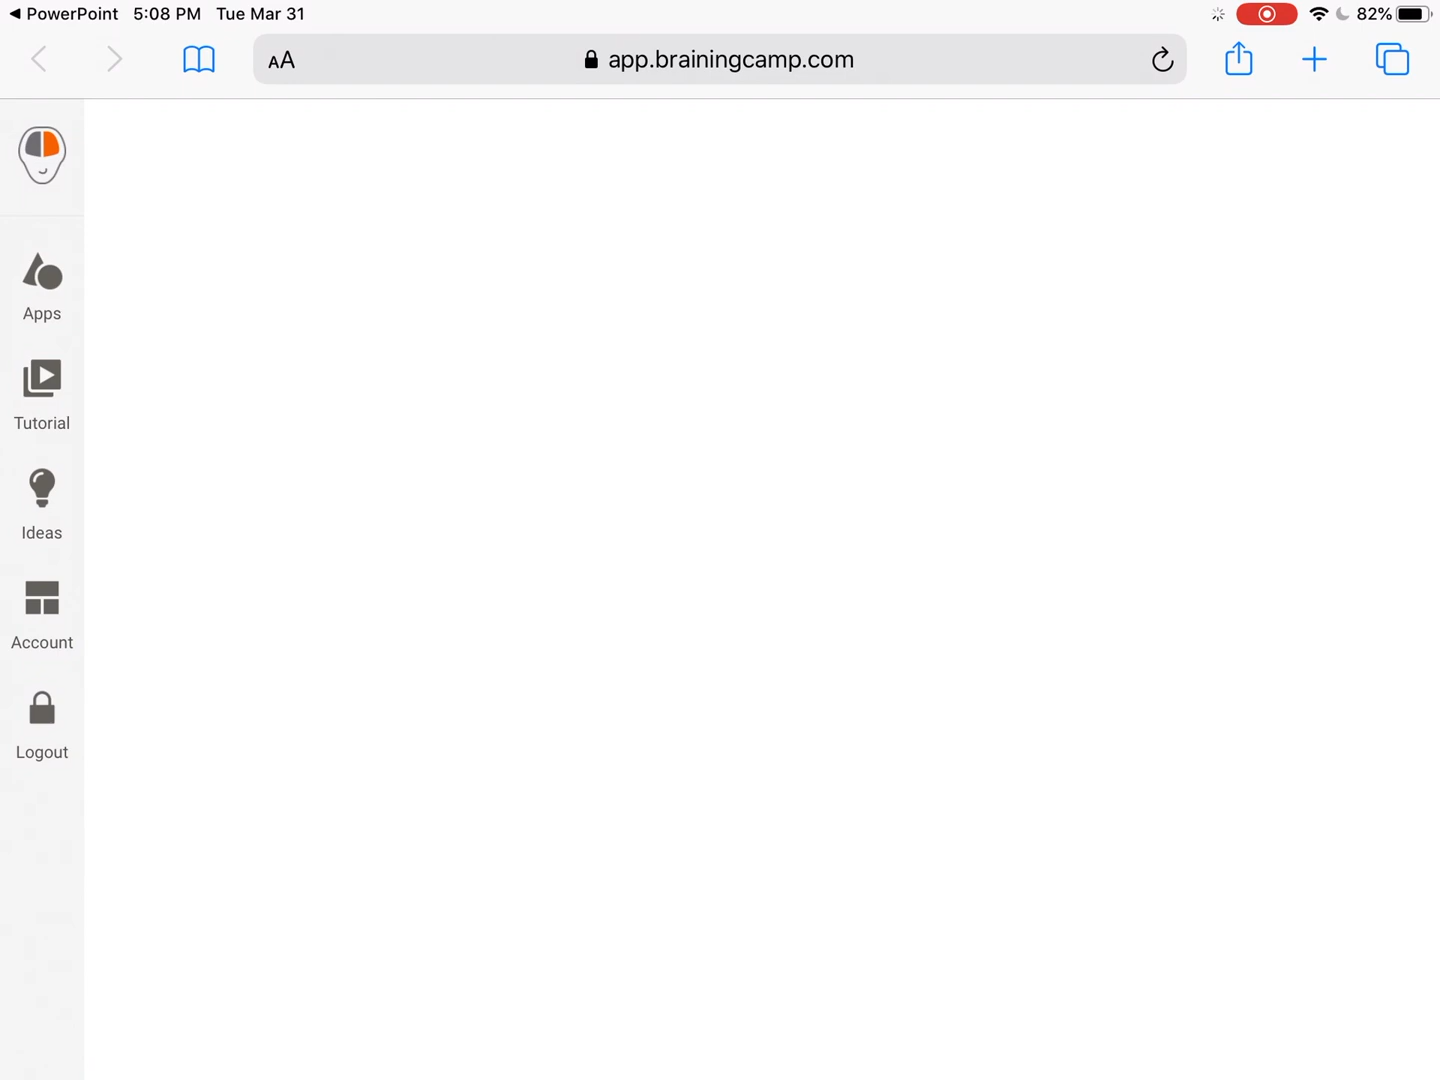 PowerPoint 5:08 PM Tue Mar 31 82%
AA app.brainingcamp.com
Apps
Tutorial
Ideas
Account
Logout